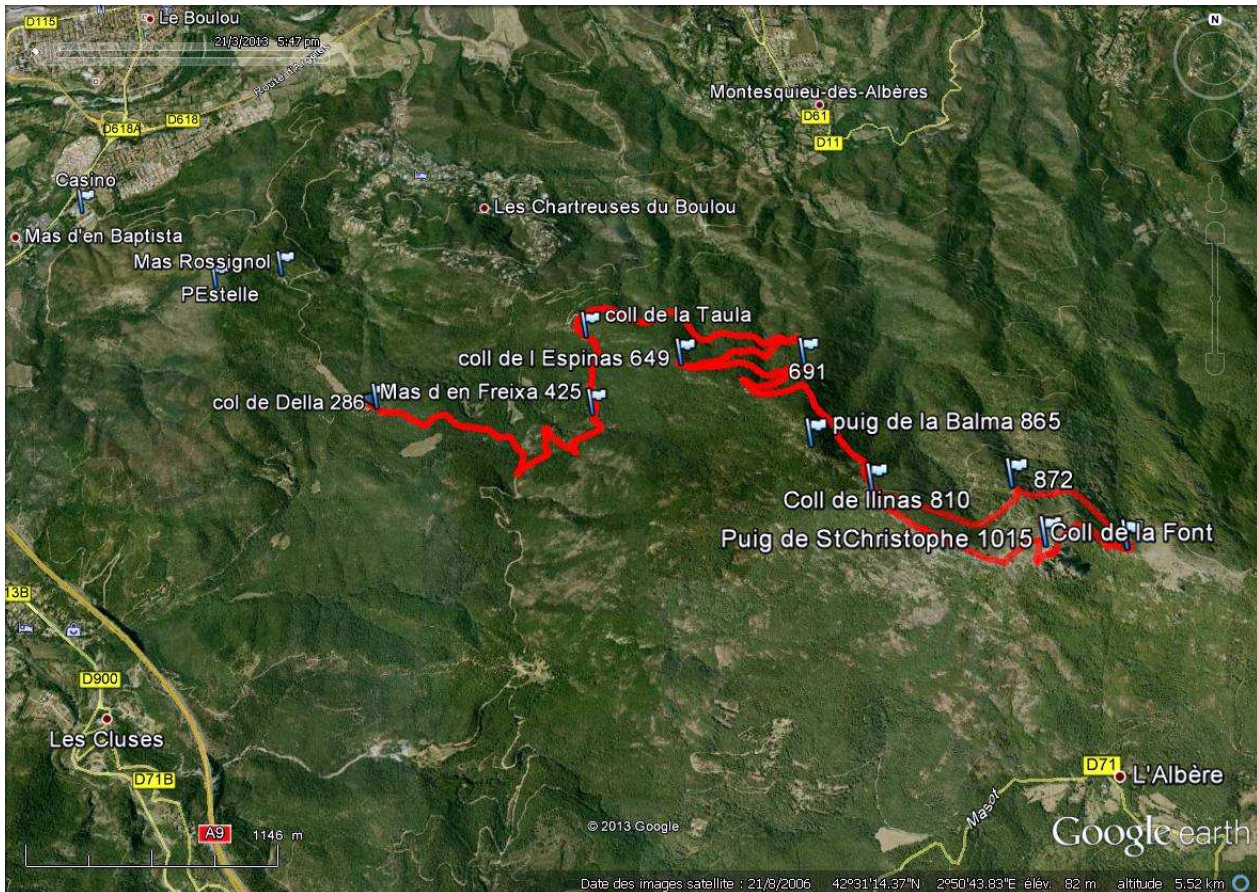 D115
Le Boulou
21/3/2013 5:47 pm
N
Route d'Argelès
D618
D618A
Montesquieu-des-Albères
D61
D11
Casino
Les Chartreuses du Boulou
Mas d'en Baptista
Mas Rossignol
PEstelle
coll de la Taula
coll de l Espinas 649
691
col de Della 286
Mas d en Freixa 425
puig de la Balma 865
872
Coll de llinas 810
Puig de StChristophe 1015
Coll de la Font
13B
D900
Les Cluses
D71B
A9
1146 m
D71
L'Albère
Masot
© 2013 Google
Google earth
Date des images satellite : 21/8/2006 42°31'14.37"N 2°50'43.83"E élév. 82 m altitude 5.52 km